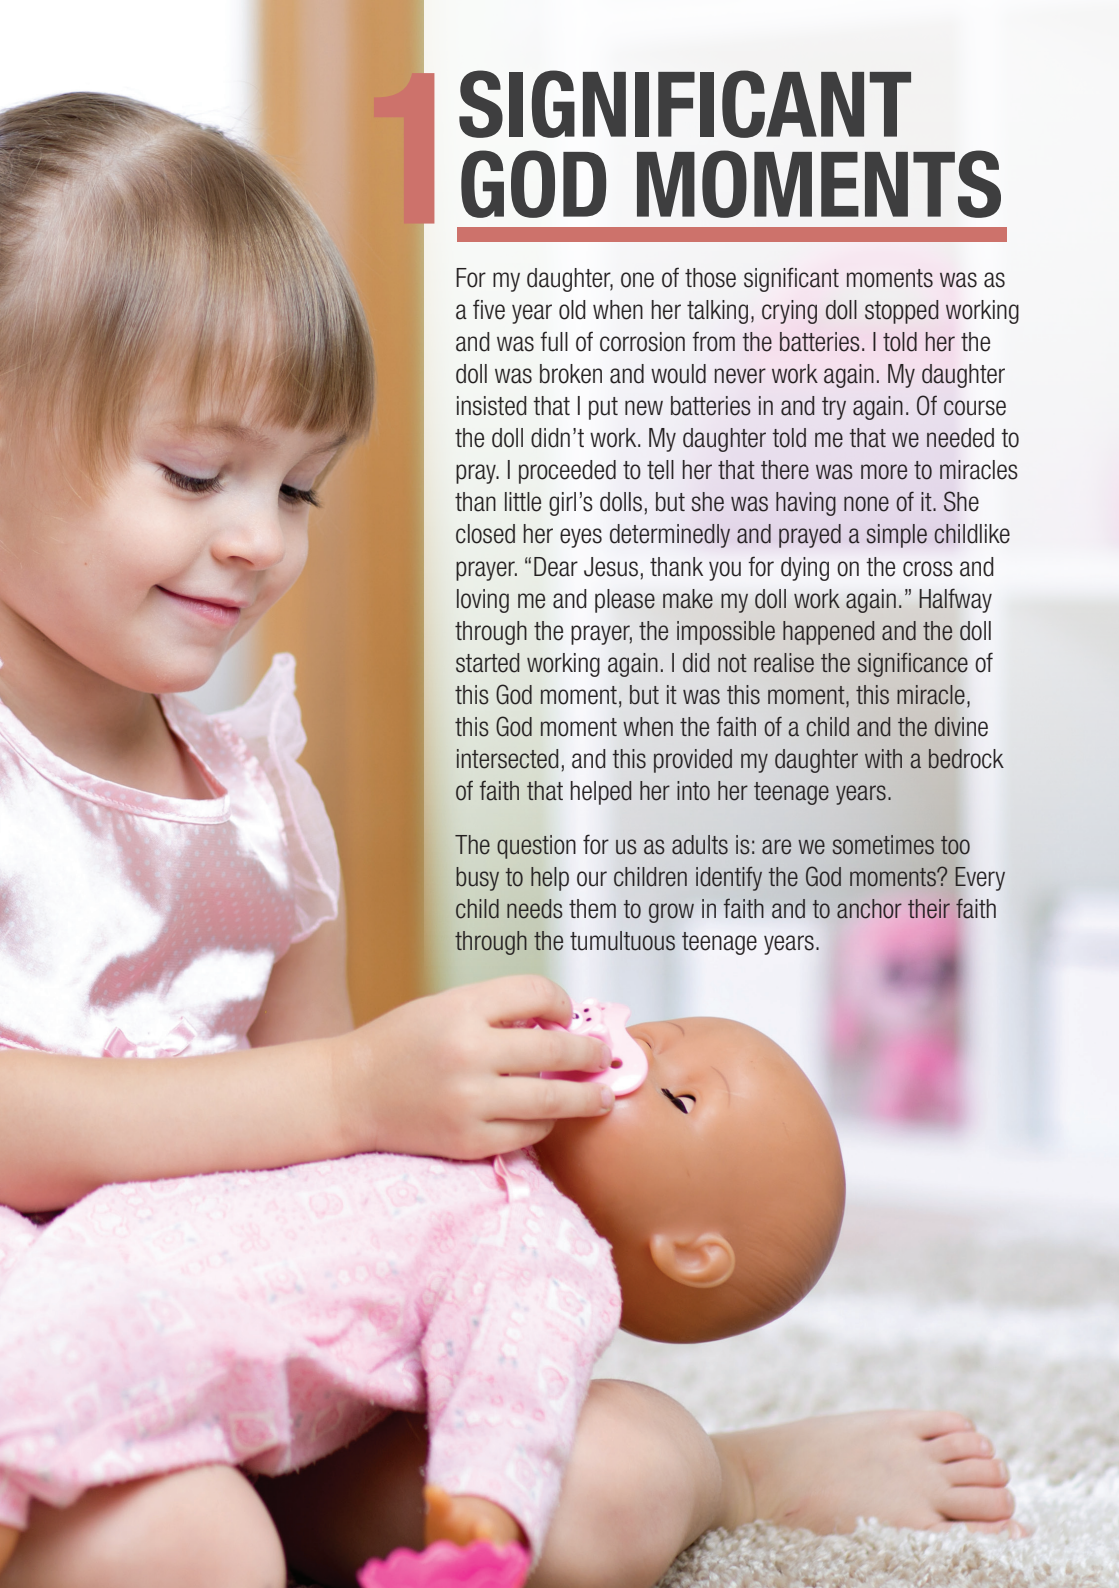 1 SIGNIFICANT
GOD MOMENTS
For my daughter, one of those significant moments was as
a five year old when her talking, crying doll stopped working
and was full of corrosion from the batteries. I told her the
doll was broken and would never work again. My daughter
insisted that I put new batteries in and try again. Of course
the doll didn’t work. My daughter told me that we needed to
pray. I proceeded to tell her that there was more to miracles
than little girl’s dolls, but she was having none of it. She
closed her eyes determinedly and prayed a simple childlike
prayer. “Dear Jesus, thank you for dying on the cross and
loving me and please make my doll work again.” Halfway
through the prayer, the impossible happened and the doll
started working again. I did not realise the significance of
this God moment, but it was this moment, this miracle,
this God moment when the faith of a child and the divine
intersected, and this provided my daughter with a bedrock
of faith that helped her into her teenage years.
The question for us as adults is: are we sometimes too
busy to help our children identify the God moments? Every
child needs them to grow in faith and to anchor their faith
through the tumultuous teenage years.